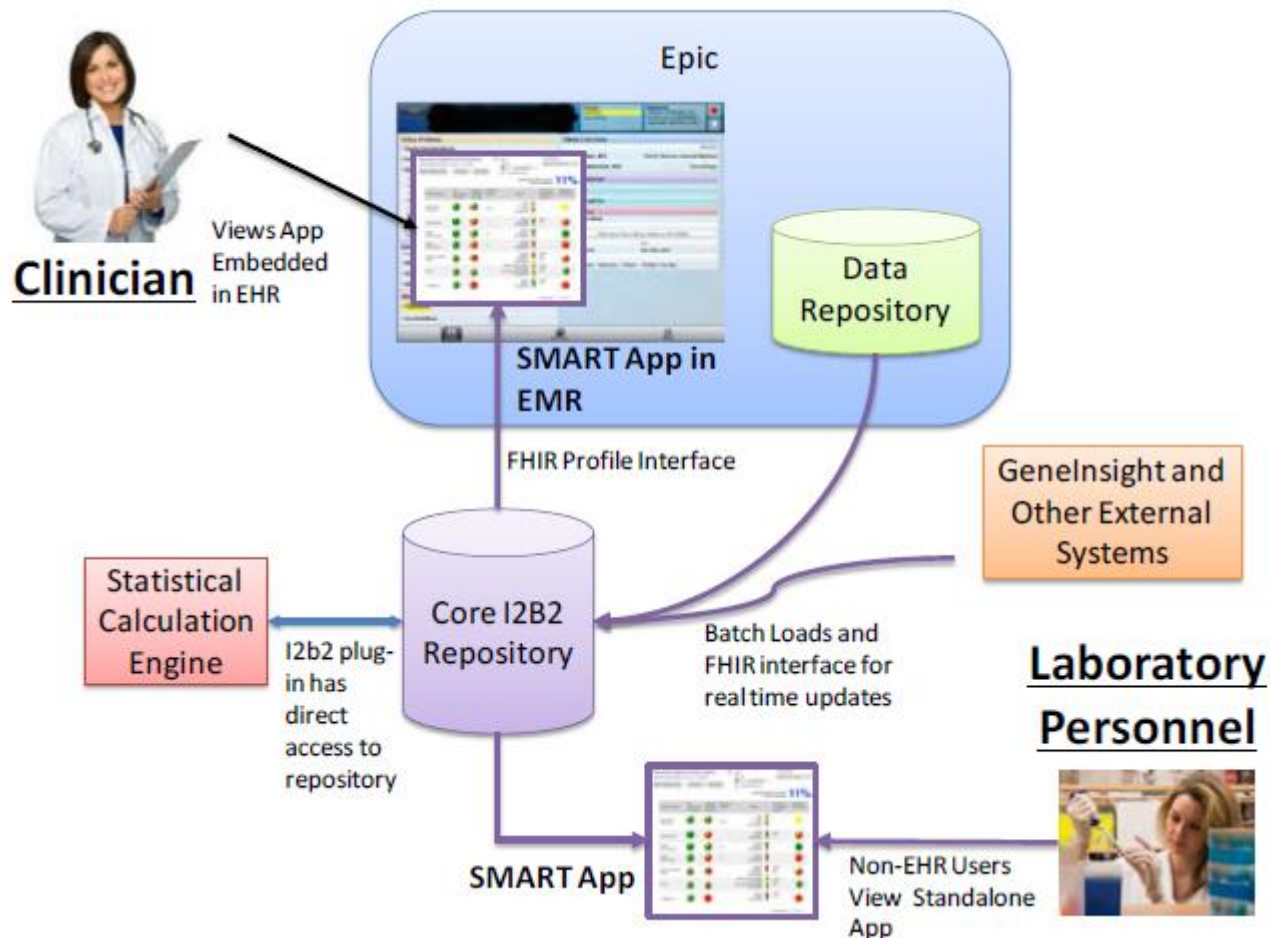 Epic
Views App
Embedded
in EHR
Clinician
11%
Data
Repository
SMART App in
EMR
FHIR Profile Interface
GeneInsight and
Other External
Systems
Statistical
Calculation
Engine
Core I2B2
Repository
I2b2 plug-
in has
direct
access to
repository
Batch Loads and
FHIR interface for
real time updates
Laboratory
Personnel
11%
SMART App
Non-EHR Users
View Standalone
App